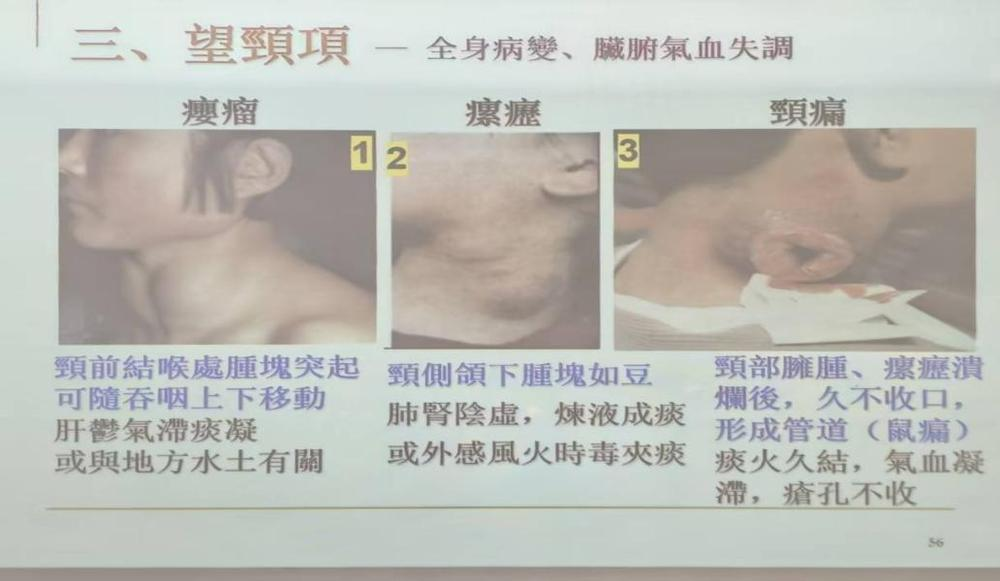 三、望頸項 — 全身病變、臟腑氣血失調
癭瘤
瘰癧
頸瘺
1
2
3
頸前結喉處腫塊突起
可隨吞咽上下移動
肝鬱氣滯痰凝
或與地方水土有關
頸側頜下腫塊如豆
肺腎陰虛，煉液成痰
或外感風火時毒夾痰
頸部臃腫、瘰癧潰
爛後，久不收口，
形成管道（鼠瘺）
痰火久結，氣血凝
滯，瘡孔不收
56